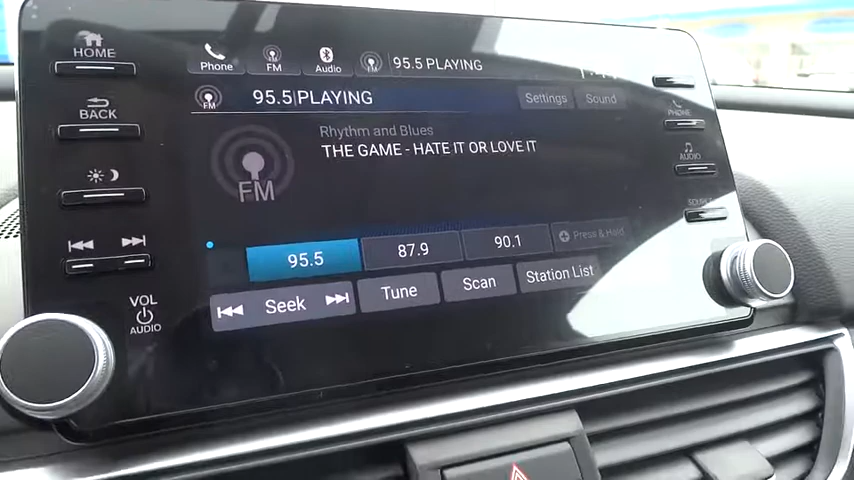 HOME
BACK
VOL
AUDIO
Phone
FM
Audio
95.5 PLAYING
FM
95.5|PLAYING
Settings
Sound
Rhythm and Blues
THE GAME - HATE IT OR LOVE IT
FM
95.5
87.9
90.1
Press & Hold
Seek
Tune
Scan
Station List
PHONE
AUDIO
SOURCE